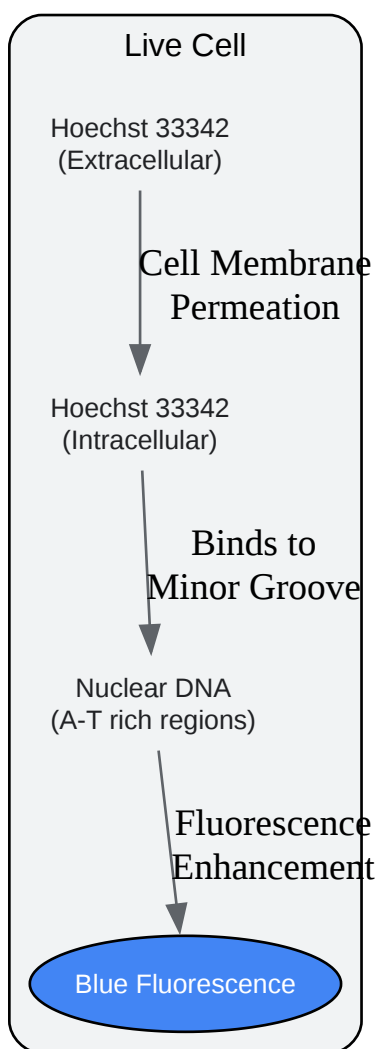 Live Cell
Hoechst 33342
(Extracellular)
Cell Membrane
Permeation
Hoechst 33342
(Intracellular)
Binds to
Minor Groove
Nuclear DNA
(A-T rich regions)
Fluorescence
Enhancement
Blue Fluorescence